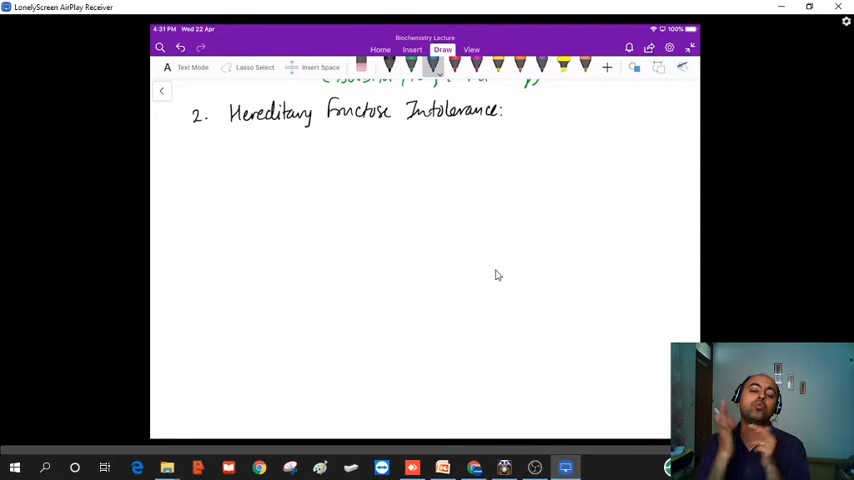 LonelyScreen AirPlay Receiver
4:31 PM Wed 22 Apr
100%
Biochemistry Lecture
Home Insert Draw View
A Text Mode Lasso Select Insert Space
2. Hereditary Fructose Intolerance: